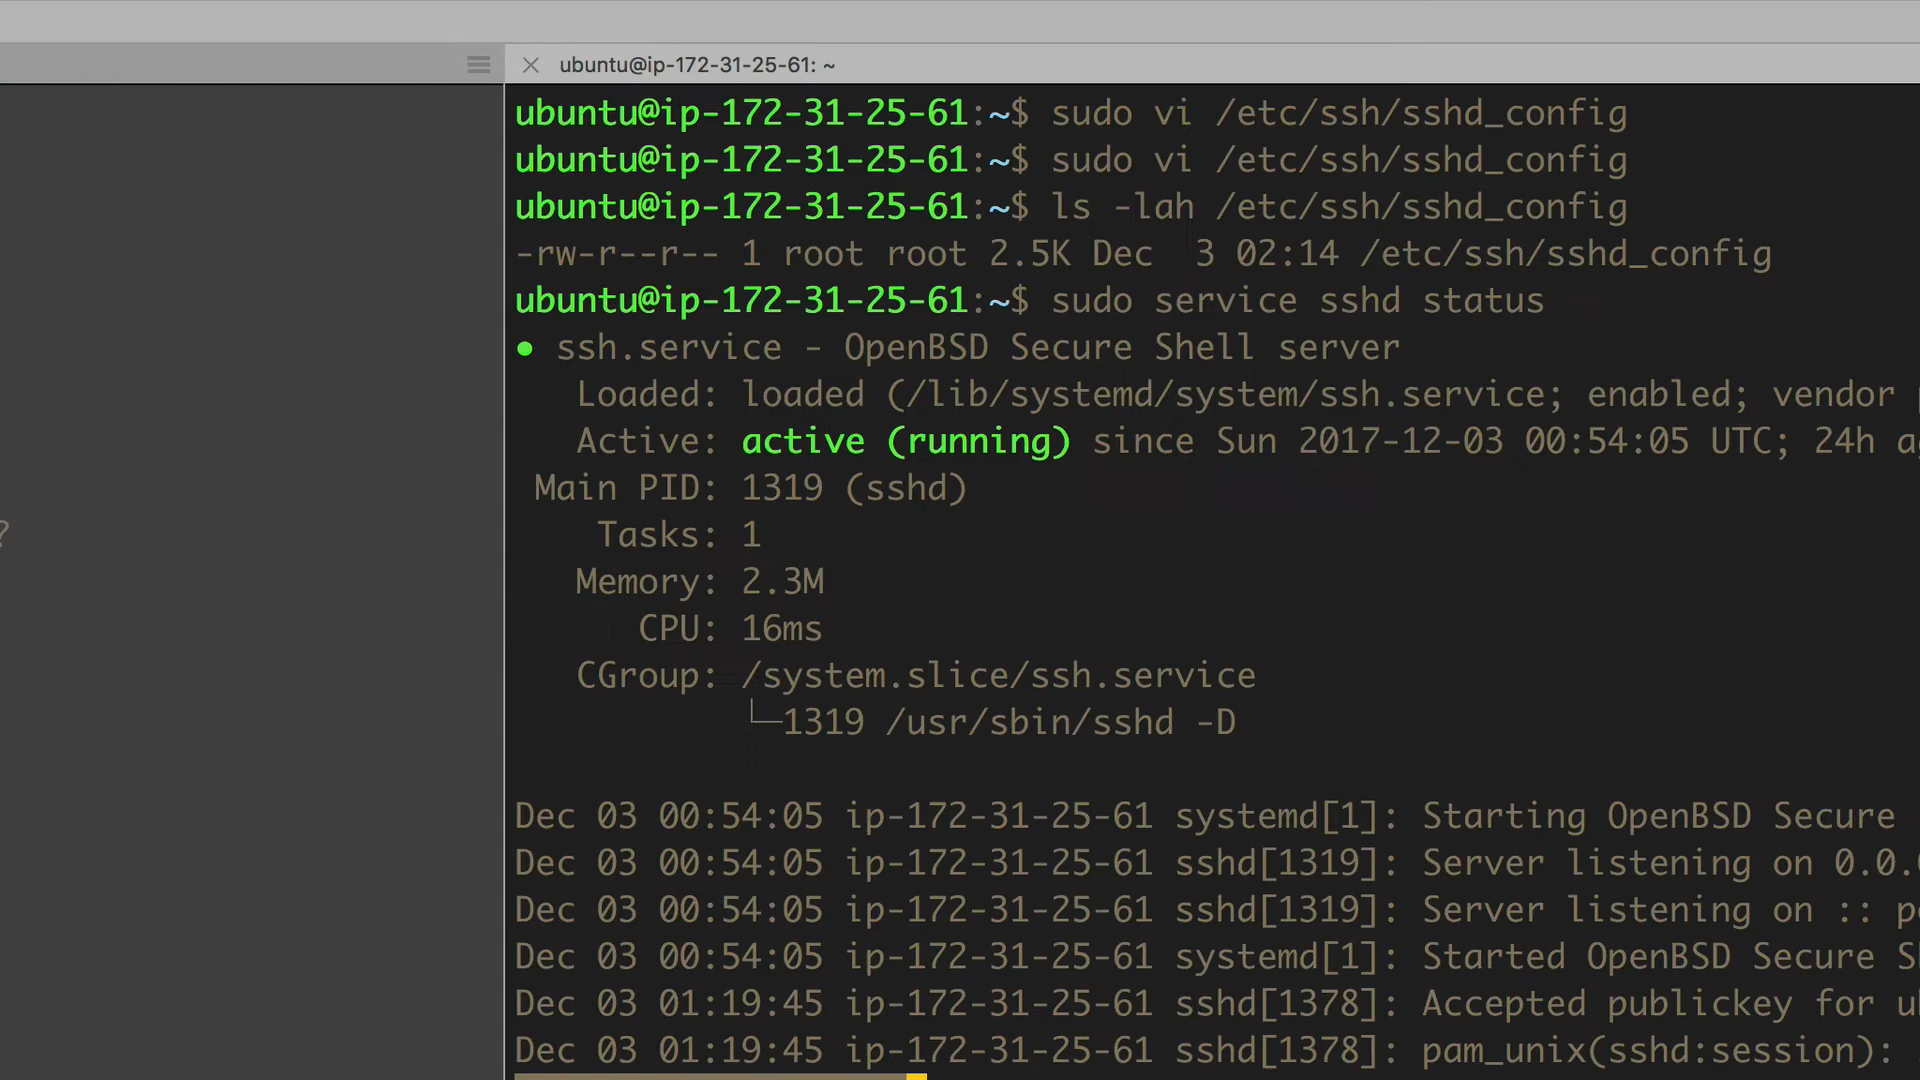 ?
ubuntu@ip-172-31-25-61: ~
ubuntu@ip-172-31-25-61:~$ sudo vi /etc/ssh/sshd_config
ubuntu@ip-172-31-25-61:~$ sudo vi /etc/ssh/sshd_config
ubuntu@ip-172-31-25-61:~$ ls -lah /etc/ssh/sshd_config
-rw-r--r-- 1 root root 2.5K Dec  3 02:14 /etc/ssh/sshd_config
ubuntu@ip-172-31-25-61:~$ sudo service sshd status
● ssh.service - OpenBSD Secure Shell server
   Loaded: loaded (/lib/systemd/system/ssh.service; enabled; vendor
   Active: active (running) since Sun 2017-12-03 00:54:05 UTC; 24h
 Main PID: 1319 (sshd)
    Tasks: 1
   Memory: 2.3M
      CPU: 16ms
   CGroup: /system.slice/ssh.service
           └─1319 /usr/sbin/sshd -D
Dec 03 00:54:05 ip-172-31-25-61 systemd[1]: Starting OpenBSD Secure
Dec 03 00:54:05 ip-172-31-25-61 sshd[1319]: Server listening on 0.0.
Dec 03 00:54:05 ip-172-31-25-61 sshd[1319]: Server listening on ::
Dec 03 00:54:05 ip-172-31-25-61 systemd[1]: Started OpenBSD Secure
Dec 03 01:19:45 ip-172-31-25-61 sshd[1378]: Accepted publickey for
Dec 03 01:19:45 ip-172-31-25-61 sshd[1378]: pam_unix(sshd:session):